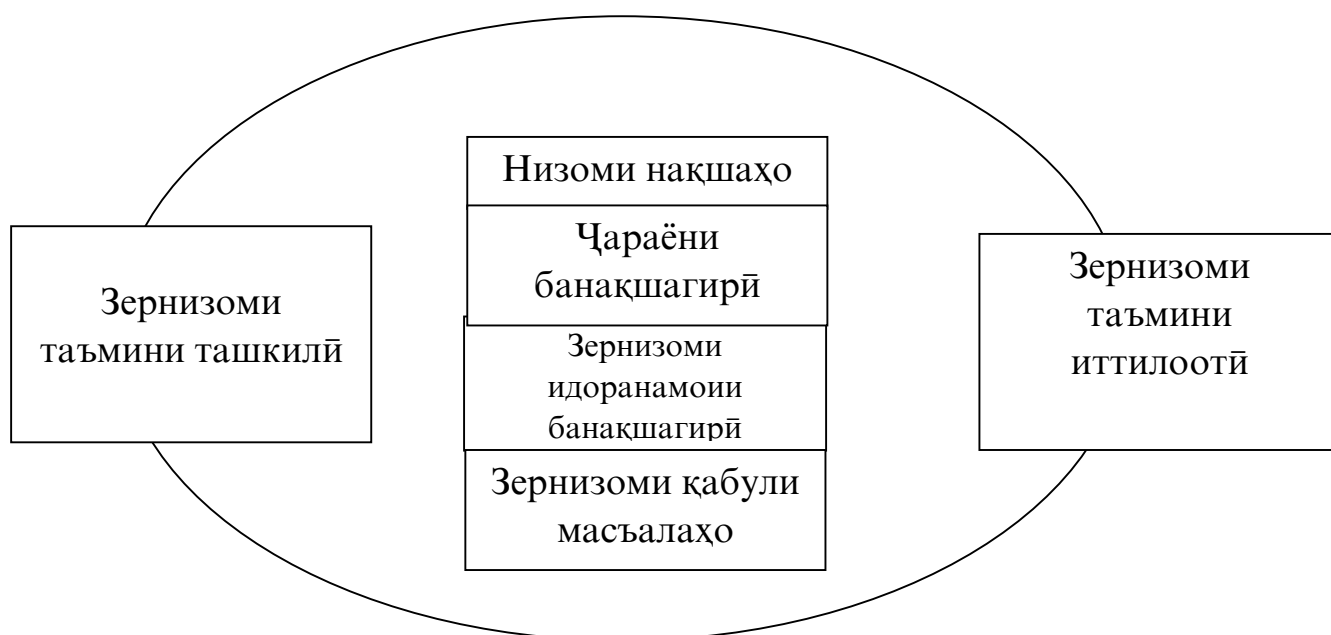 Низоми нақшаҳо
Ҷараёни
банақшагирӣ
Зернизоми
идоранамоии
банақшагирӣ
Зернизоми қабули
масъалаҳо
Зернизоми
таъмини ташкилӣ
Зернизоми
таъмини
иттилоотӣ